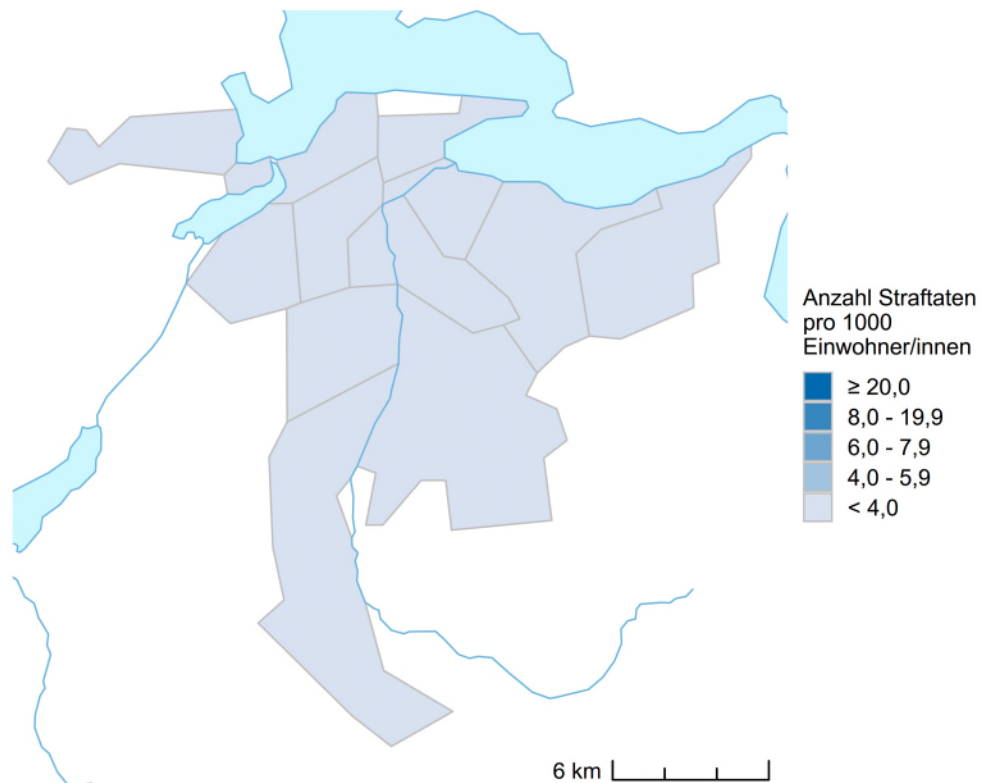 Anzahl Straftaten
pro 1000
Einwohner/innen
≥ 20,0
8,0 - 19,9
6,0 - 7,9
4,0 - 5,9
< 4,0
6 km